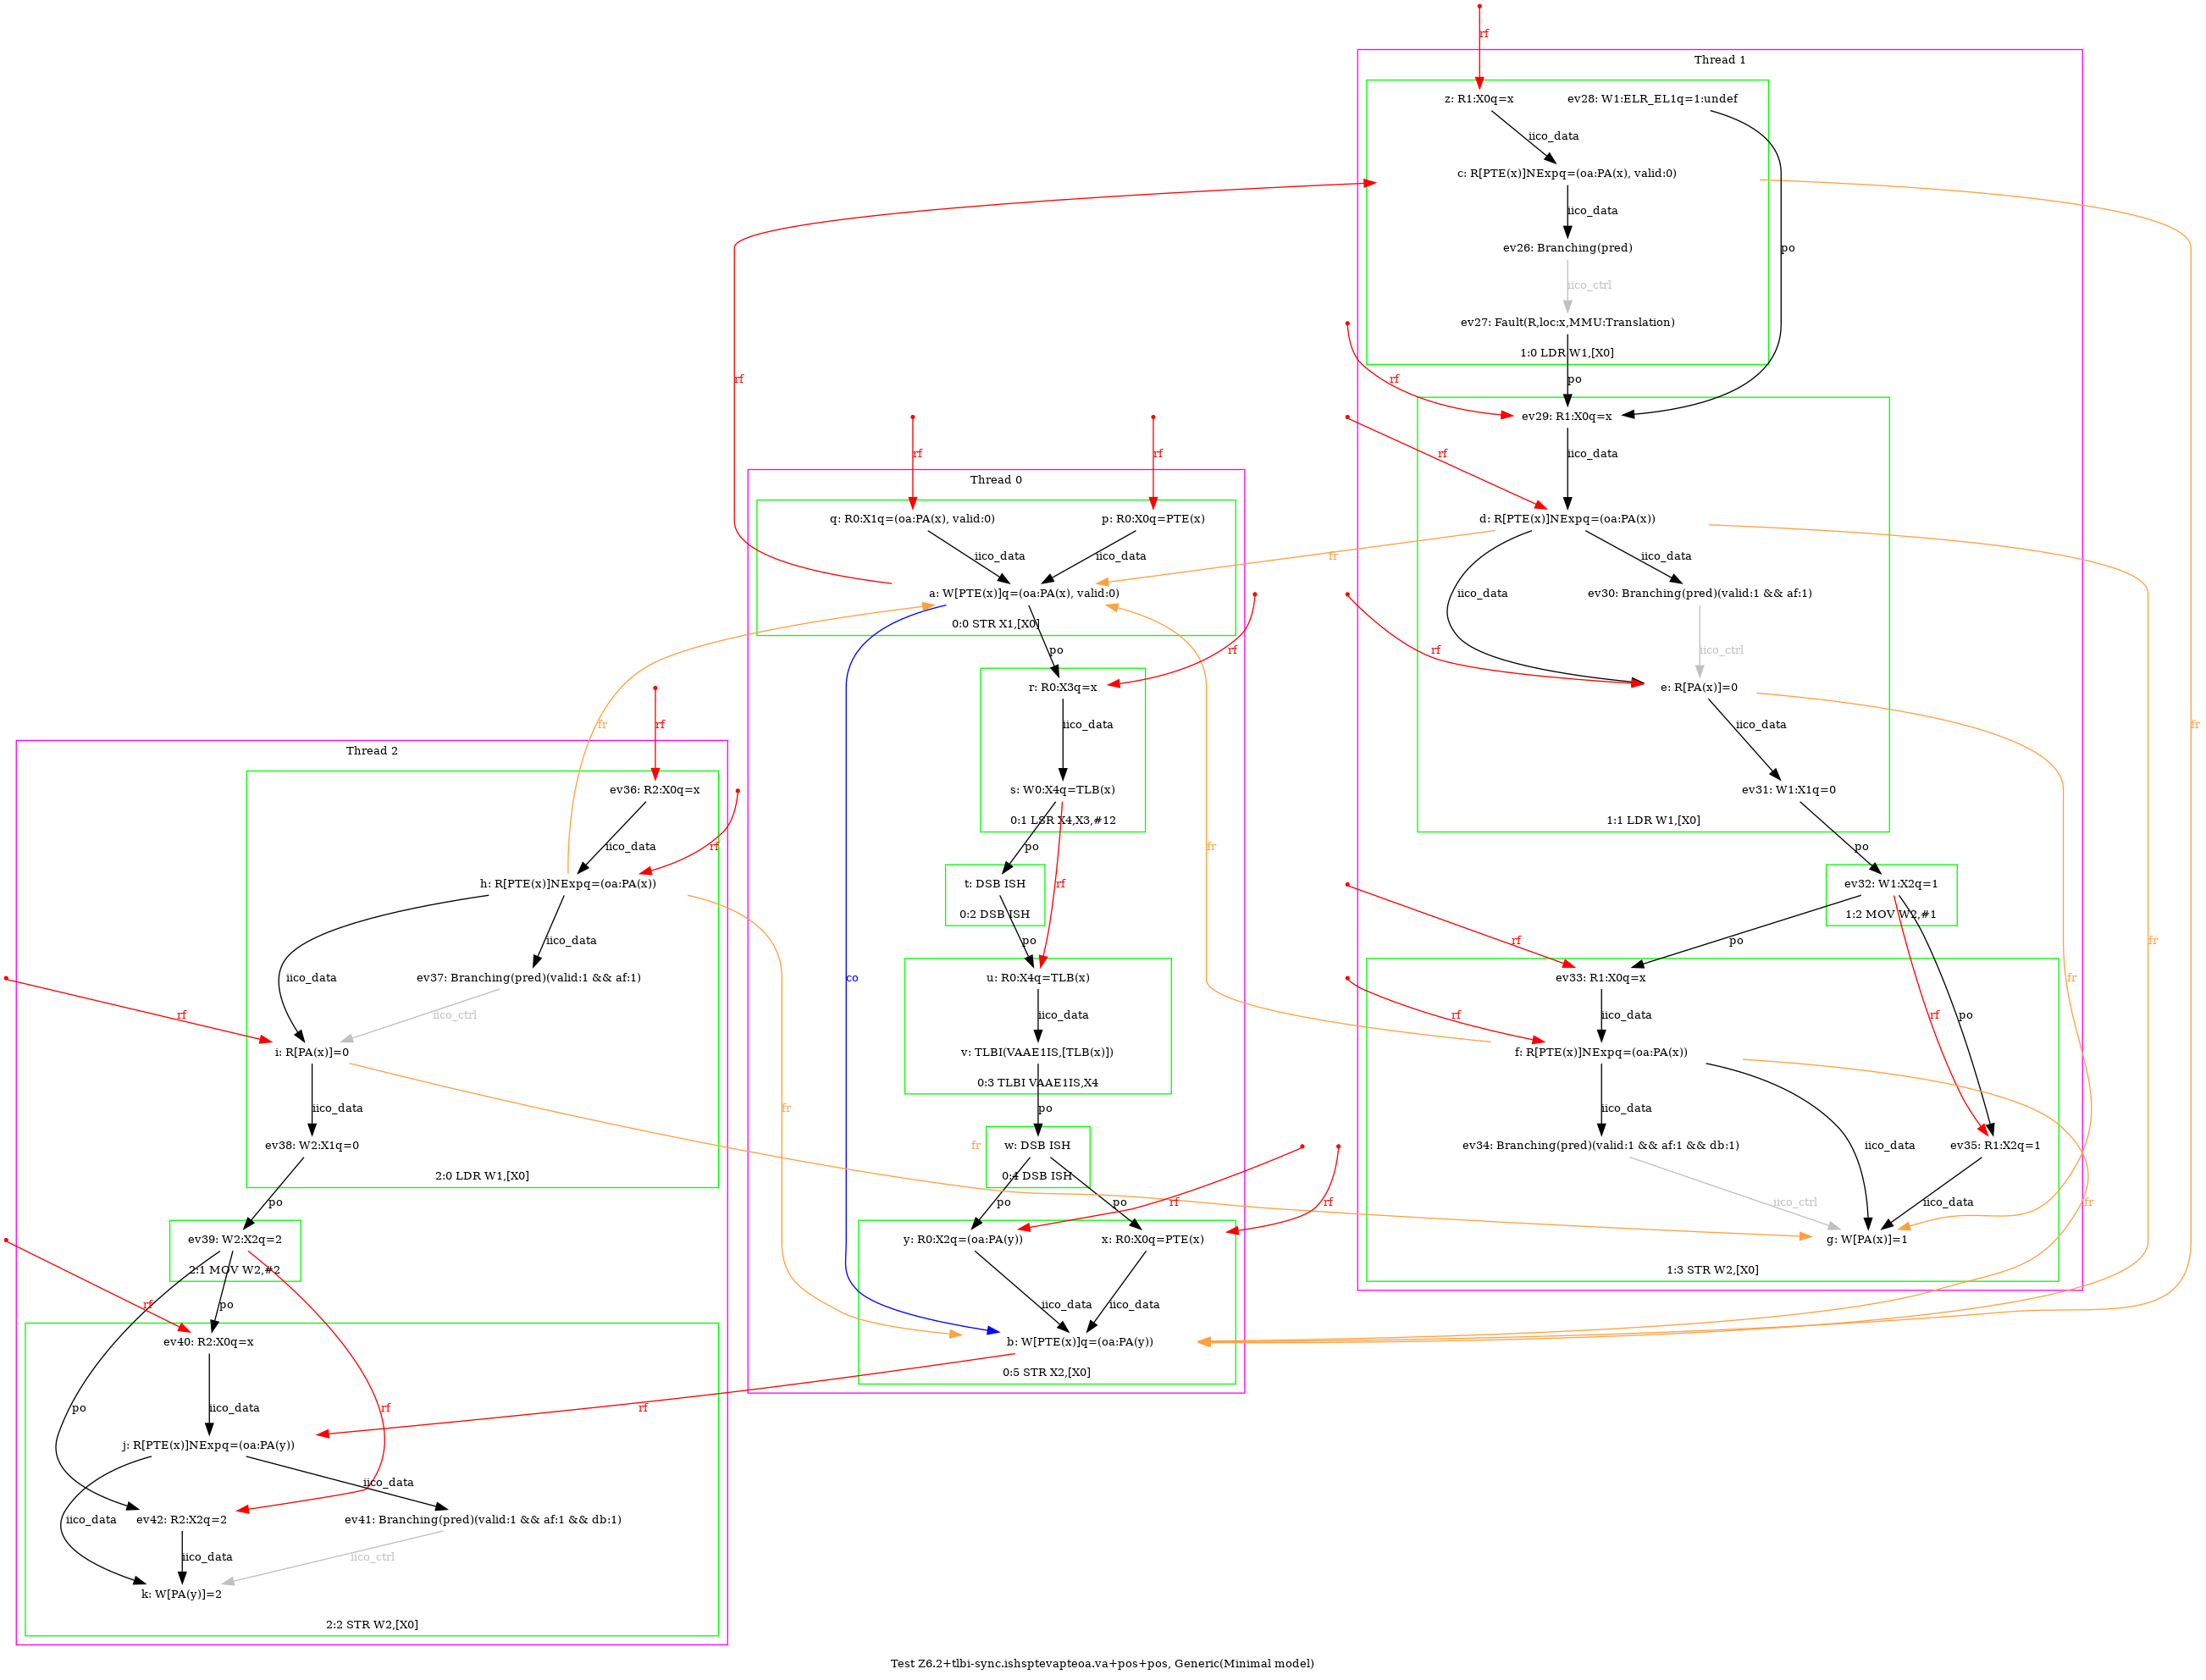 rf
Thread 1
z: R1:X0q=x
ev28: W1:ELR_EL1q=1:undef
iico_data
c: R[PTE(x)]NExpq=(oa:PA(x), valid:0)
iico_data
ev26: Branching(pred)
po
iico_ctrl
ev27: Fault(R,loc:x,MMU:Translation)
1:0 LDR W1,[X0]
rf
rf
po
ev29: R1:X0q=x
rf
iico_data
d: R[PTE(x)]NExpq=(oa:PA(x))
iico_data
iico_data
ev30: Branching(pred)(valid:1 && af:1)
rf
iico_ctrl
e: R[PA(x)]=0
iico_data
ev31: W1:X1q=0
1:1 LDR W1,[X0]
po
ev32: W1:X2q=1
1:2 MOV W2,#1
rf
po
ev33: R1:X0q=x
rf
iico_data
rf
po
f: R[PTE(x)]NExpq=(oa:PA(x))
iico_data
iico_data
ev34: Branching(pred)(valid:1 && af:1 && db:1)
ev35: R1:X2q=1
iico_ctrl
iico_data
g: W[PA(x)]=1
1:3 STR W2,[X0]
fr
fr
fr
fr
rf
rf
Thread 0
q: R0:X1q=(oa:PA(x), valid:0)
p: R0:X0q=PTE(x)
iico_data
iico_data
fr
a: W[PTE(x)]q=(oa:PA(x), valid:0)
0:0 STR X1,[X0]
po
rf
r: R0:X3q=x
iico_data
s: W0:X4q=TLB(x)
0:1 LSR X4,X3,#12
po
fr
t: DSB ISH
rf
0:2 DSB ISH
po
co
u: R0:X4q=TLB(x)
iico_data
v: TLBI(VAAE1IS,[TLB(x)])
0:3 TLBI VAAE1IS,X4
po
w: DSB ISH
0:4 DSB ISH
po
po
rf
rf
y: R0:X2q=(oa:PA(y))
x: R0:X0q=PTE(x)
iico_data
iico_data
b: W[PTE(x)]q=(oa:PA(y))
0:5 STR X2,[X0]
rf
fr
rf
Thread 2
ev36: R2:X0q=x
iico_data
rf
h: R[PTE(x)]NExpq=(oa:PA(x))
iico_data
iico_data
ev37: Branching(pred)(valid:1 && af:1)
rf
iico_ctrl
i: R[PA(x)]=0
iico_data
fr
fr
ev38: W2:X1q=0
2:0 LDR W1,[X0]
po
ev39: W2:X2q=2
2:1 MOV W2,#2
rf
po
ev40: R2:X0q=x
po
iico_data
rf
j: R[PTE(x)]NExpq=(oa:PA(y))
iico_data
iico_data
ev42: R2:X2q=2
ev41: Branching(pred)(valid:1 && af:1 && db:1)
iico_data
iico_ctrl
k: W[PA(y)]=2
2:2 STR W2,[X0]
Test Z6.2+tlbi-sync.ishsptevapteoa.va+pos+pos, Generic(Minimal model)